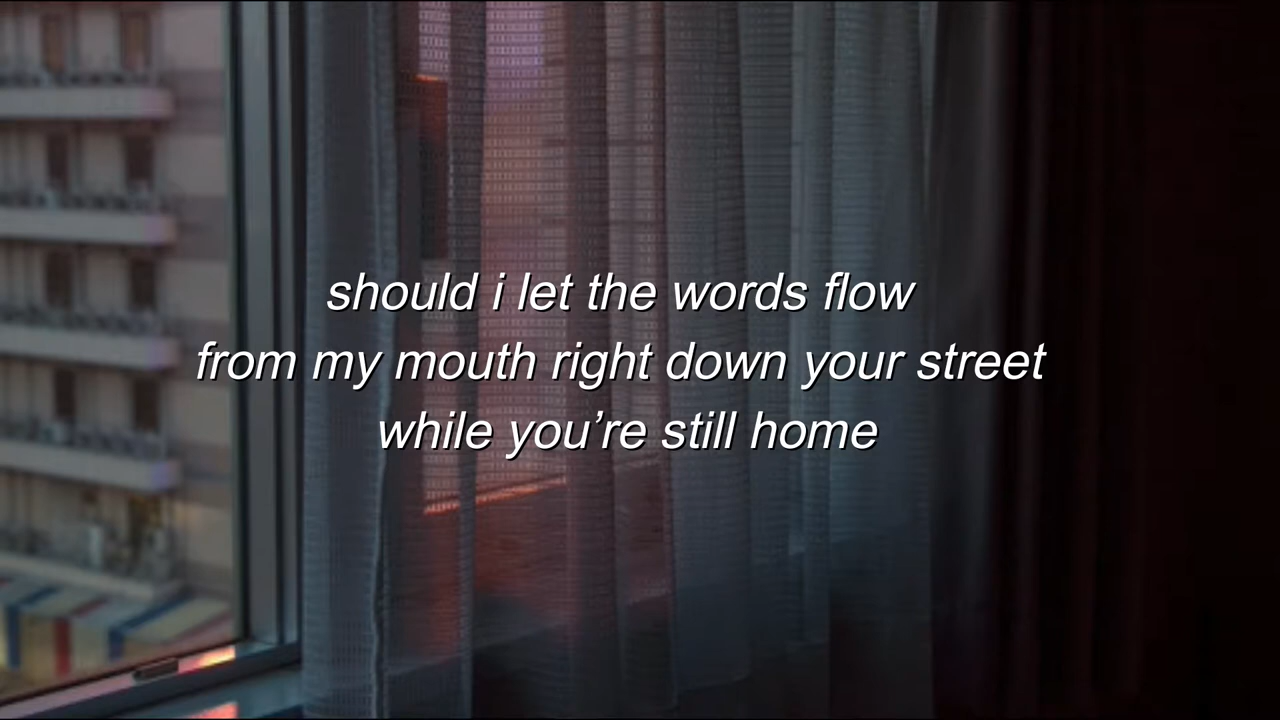 should i let the words flow
from my mouth right down your street
while you’re still home